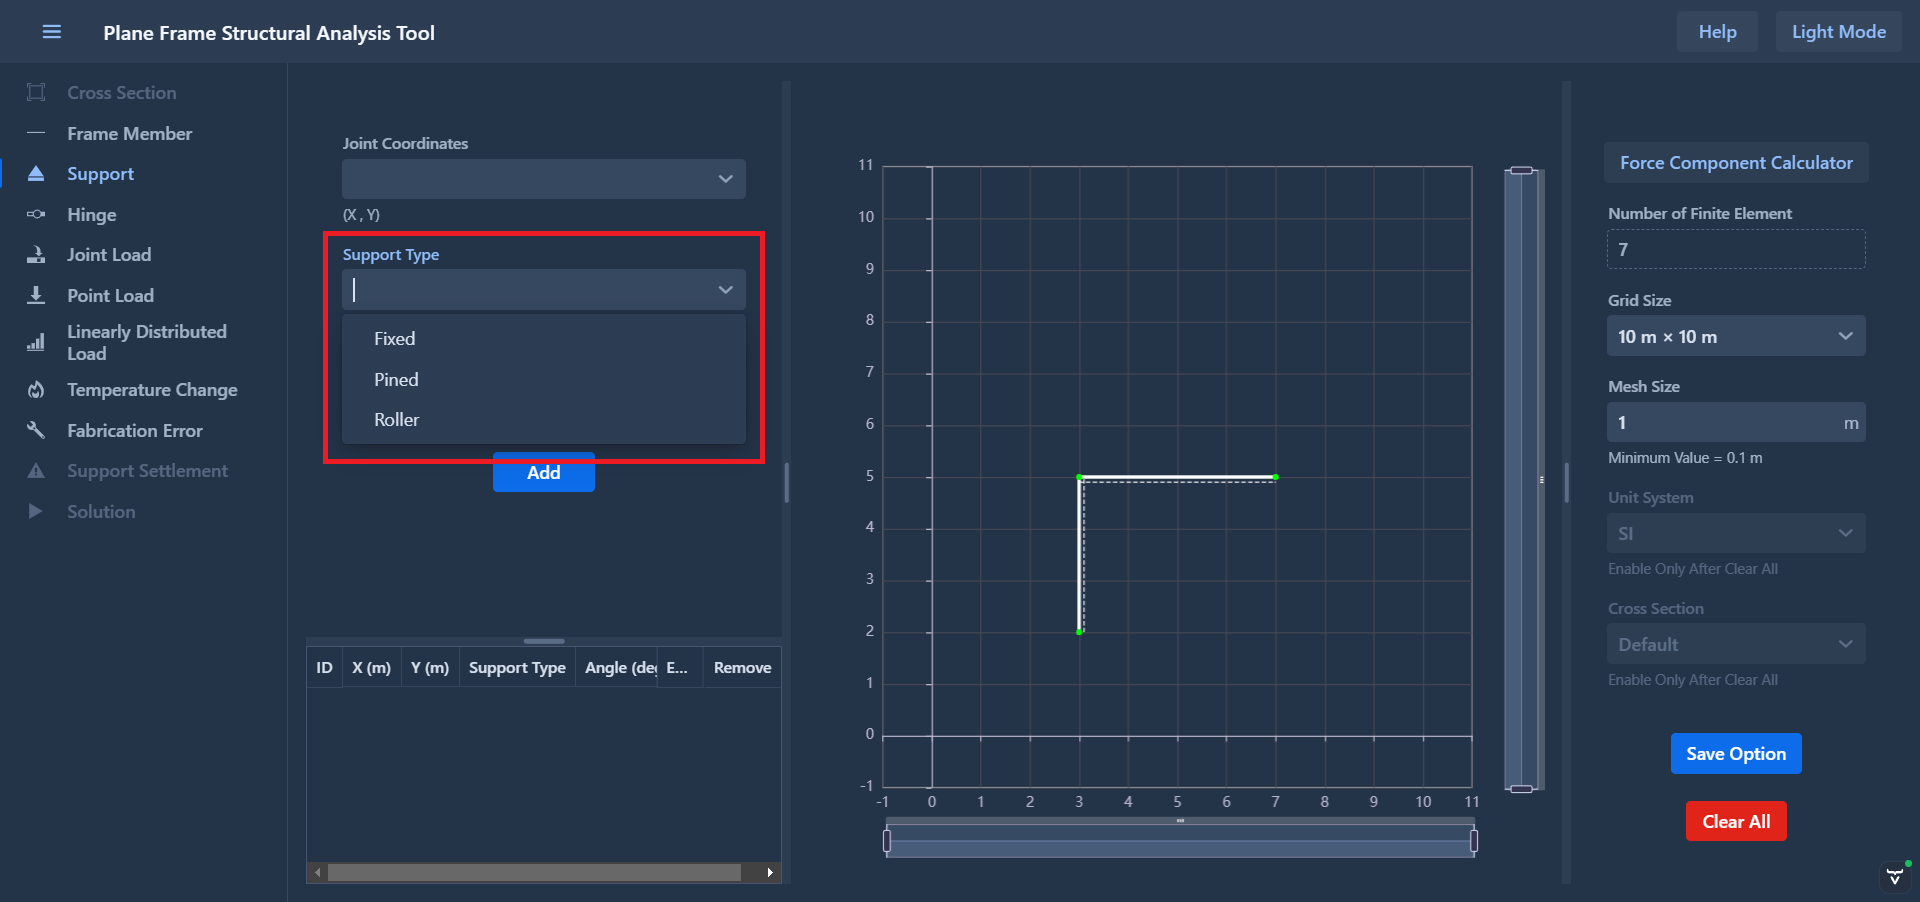 Plane Frame Structural Analysis Tool
Help
Light Mode
Cross Section
Frame Member
Support
Hinge
Joint Load
Point Load
Linearly Distributed
Load
Temperature Change
Fabrication Error
Support Settlement
Solution
Joint Coordinates
(X , Y)
Support Type
Fixed
Pined
Roller
Add
ID X (m) Y (m) Support Type Angle (deg E... Remove
11
10
9
8
7
6
5
4
3
2
1
0
-1
-1 0 1 2 3 4 5 6 7 8 9 10 11
Force Component Calculator
Number of Finite Element
7
Grid Size
10 m × 10 m
Mesh Size
1 m
Minimum Value = 0.1 m
Unit System
SI
Enable Only After Clear All
Cross Section
Default
Enable Only After Clear All
Save Option
Clear All